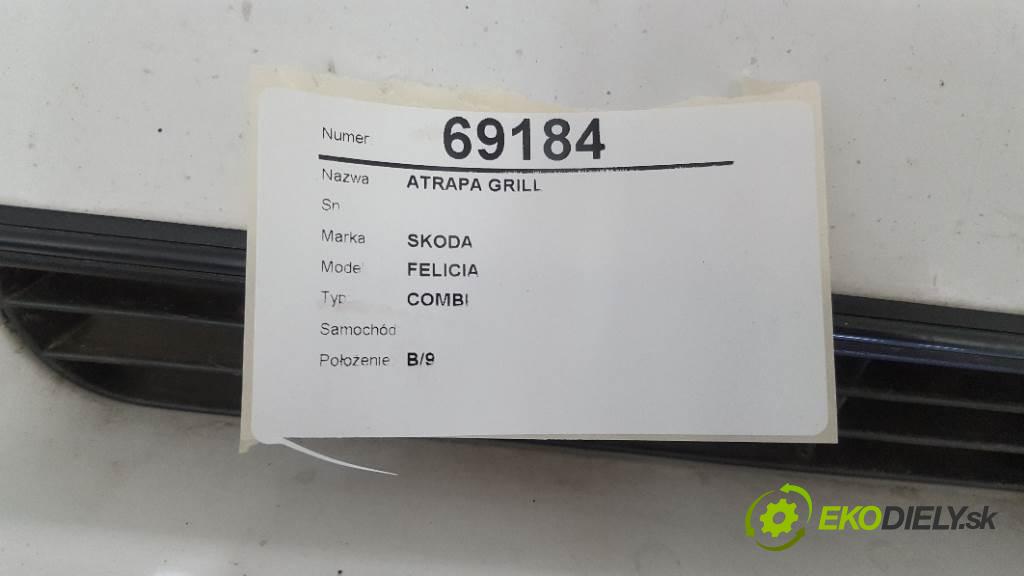 Numer 69184
Nazwa ATRAPA GRILL
Sn
Marka SKODA
Model FELICIA
Typ COMBI
Samochód
Położenie B/9
EKODIELY.sk